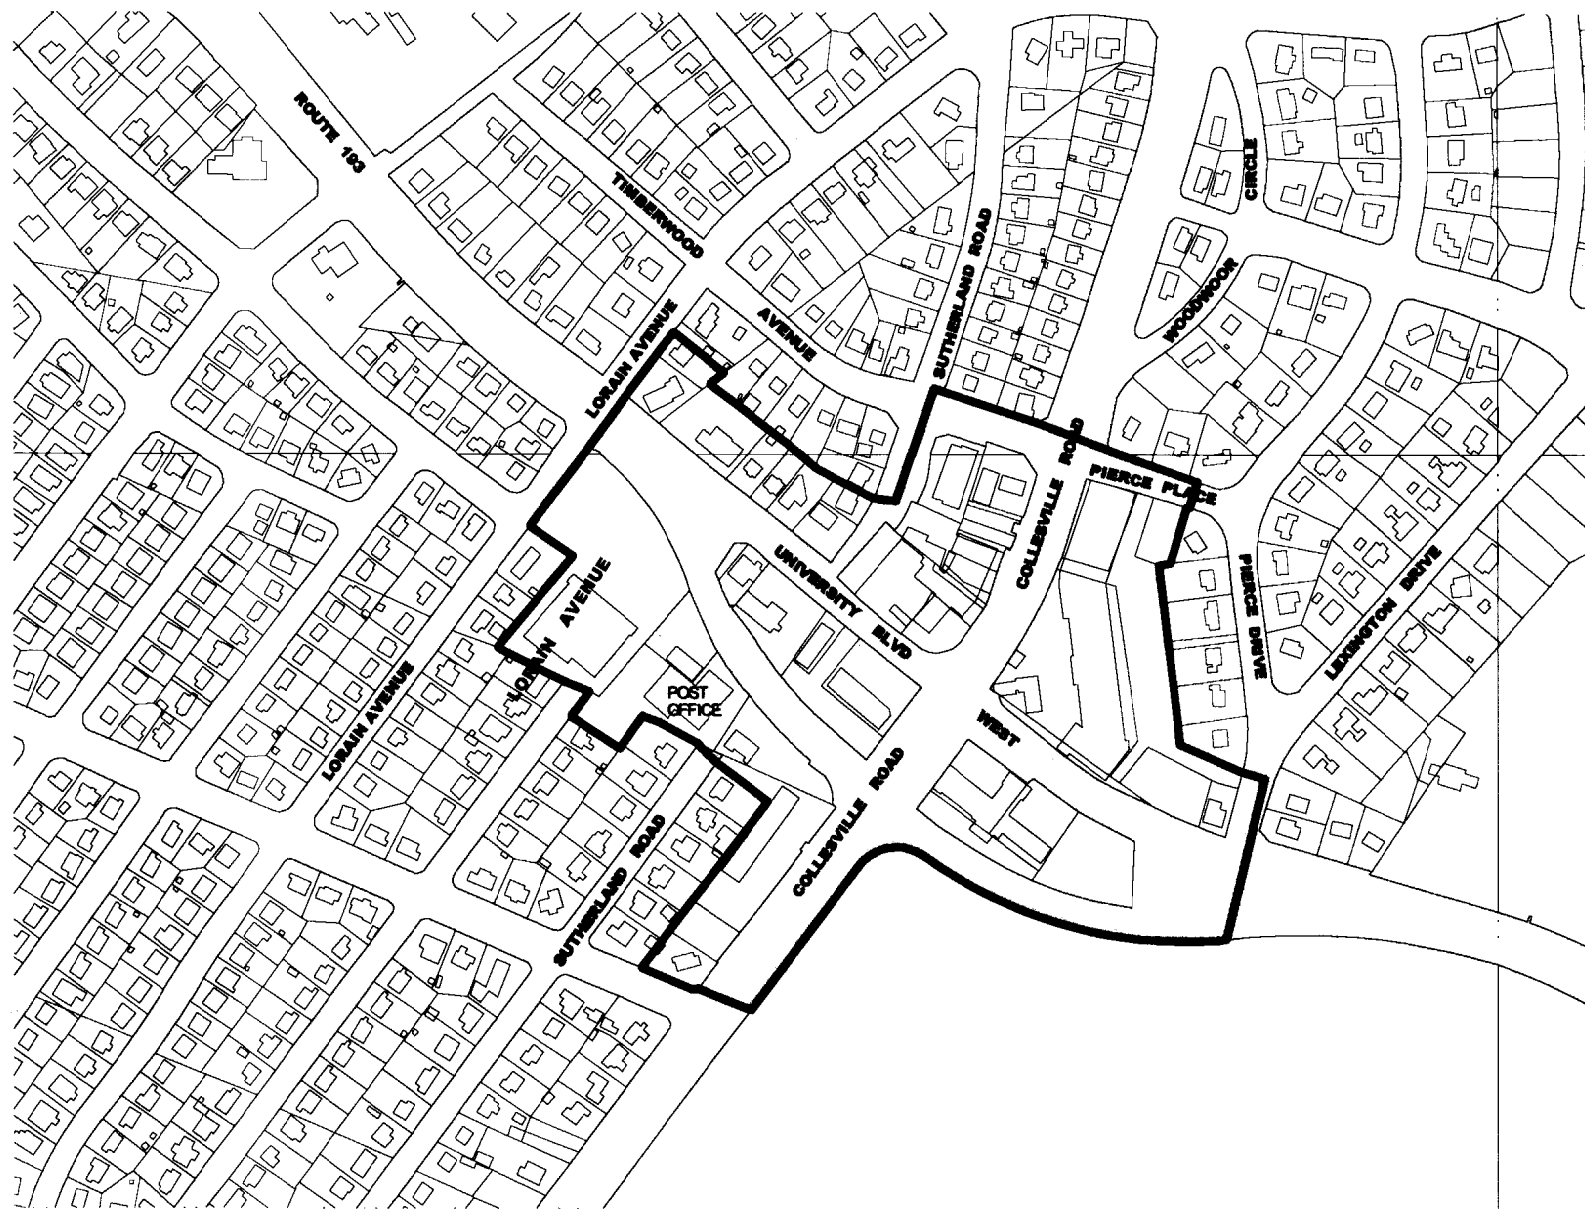 ROUTE 193
CIRCLE
TIMBERWOOD
SUTHERLAND ROAD
WOODMOOR
LORAIN AVENUE
AVENUE
COLLESVILLE ROAD
PIERCE PLACE
UNIVERSITY BLVD
LORAIN AVENUE
PIERCE DRIVE
LEXINGTON DRIVE
LORAIN AVENUE
POST
OFFICE
WEST
COLLESVILLE ROAD
SUTHERLAND ROAD